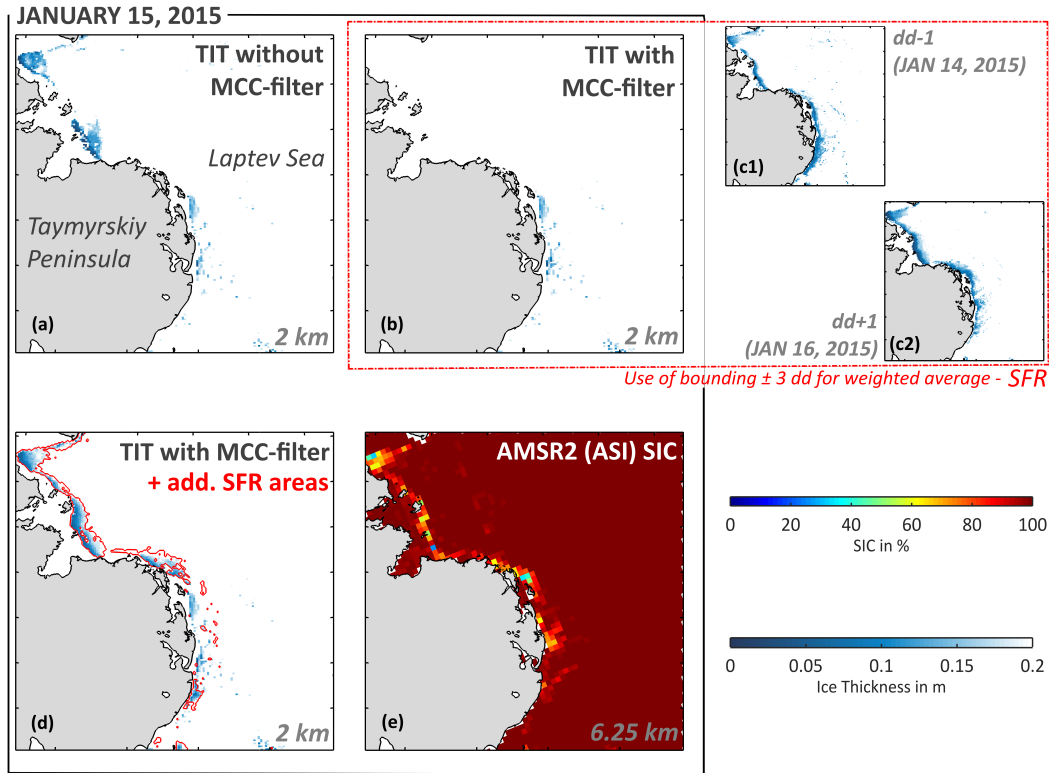 JANUARY 15, 2015
TIT without
MCC-filter
Laptev Sea
Taymyrskiy
Peninsula
(a)
2 km
TIT with
MCC-filter
(b)
2 km
dd-1
(JAN 14, 2015)
(c1)
dd+1
(JAN 16, 2015)
(c2)
Use of bounding ± 3 dd for weighted average - SFR
TIT with MCC-filter
+ add. SFR areas
(d)
2 km
AMSR2 (ASI) SIC
(e)
6.25 km
0 20 40 60 80 100
SIC in %
0 0.05 0.1 0.15 0.2
Ice Thickness in m